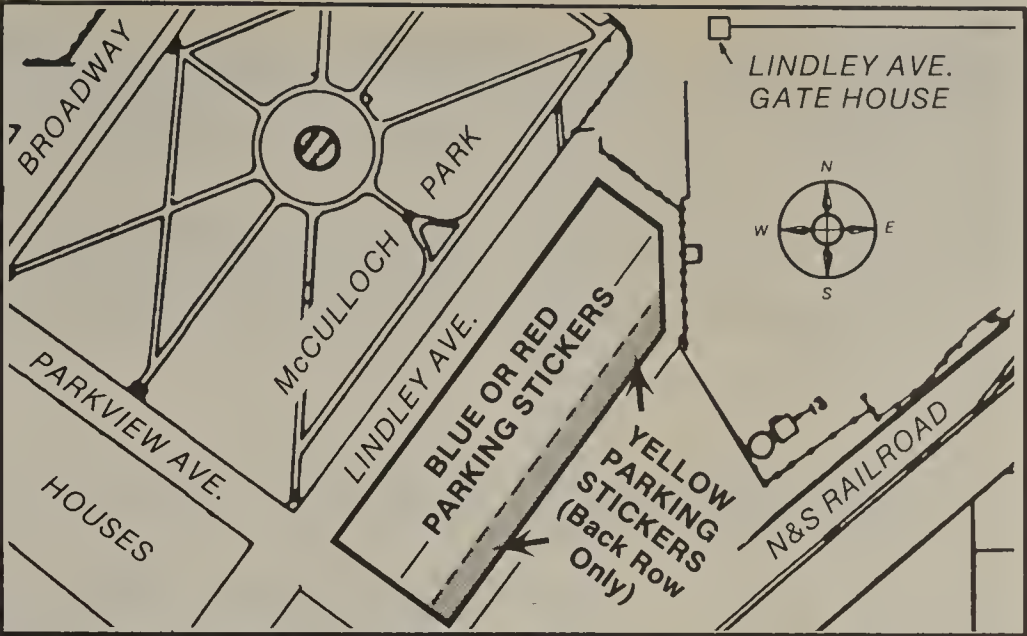 BROADWAY
LINDLEY AVE.
GATE HOUSE
PARK
McCULLOCH
N
W
E
S
LINDLEY AVE.
BLUE OR RED
PARKING STICKERS
PARKVIEW AVE.
HOUSES
YELLOW
PARKING
STICKERS
(Back Row
Only)
N&S RAILROAD